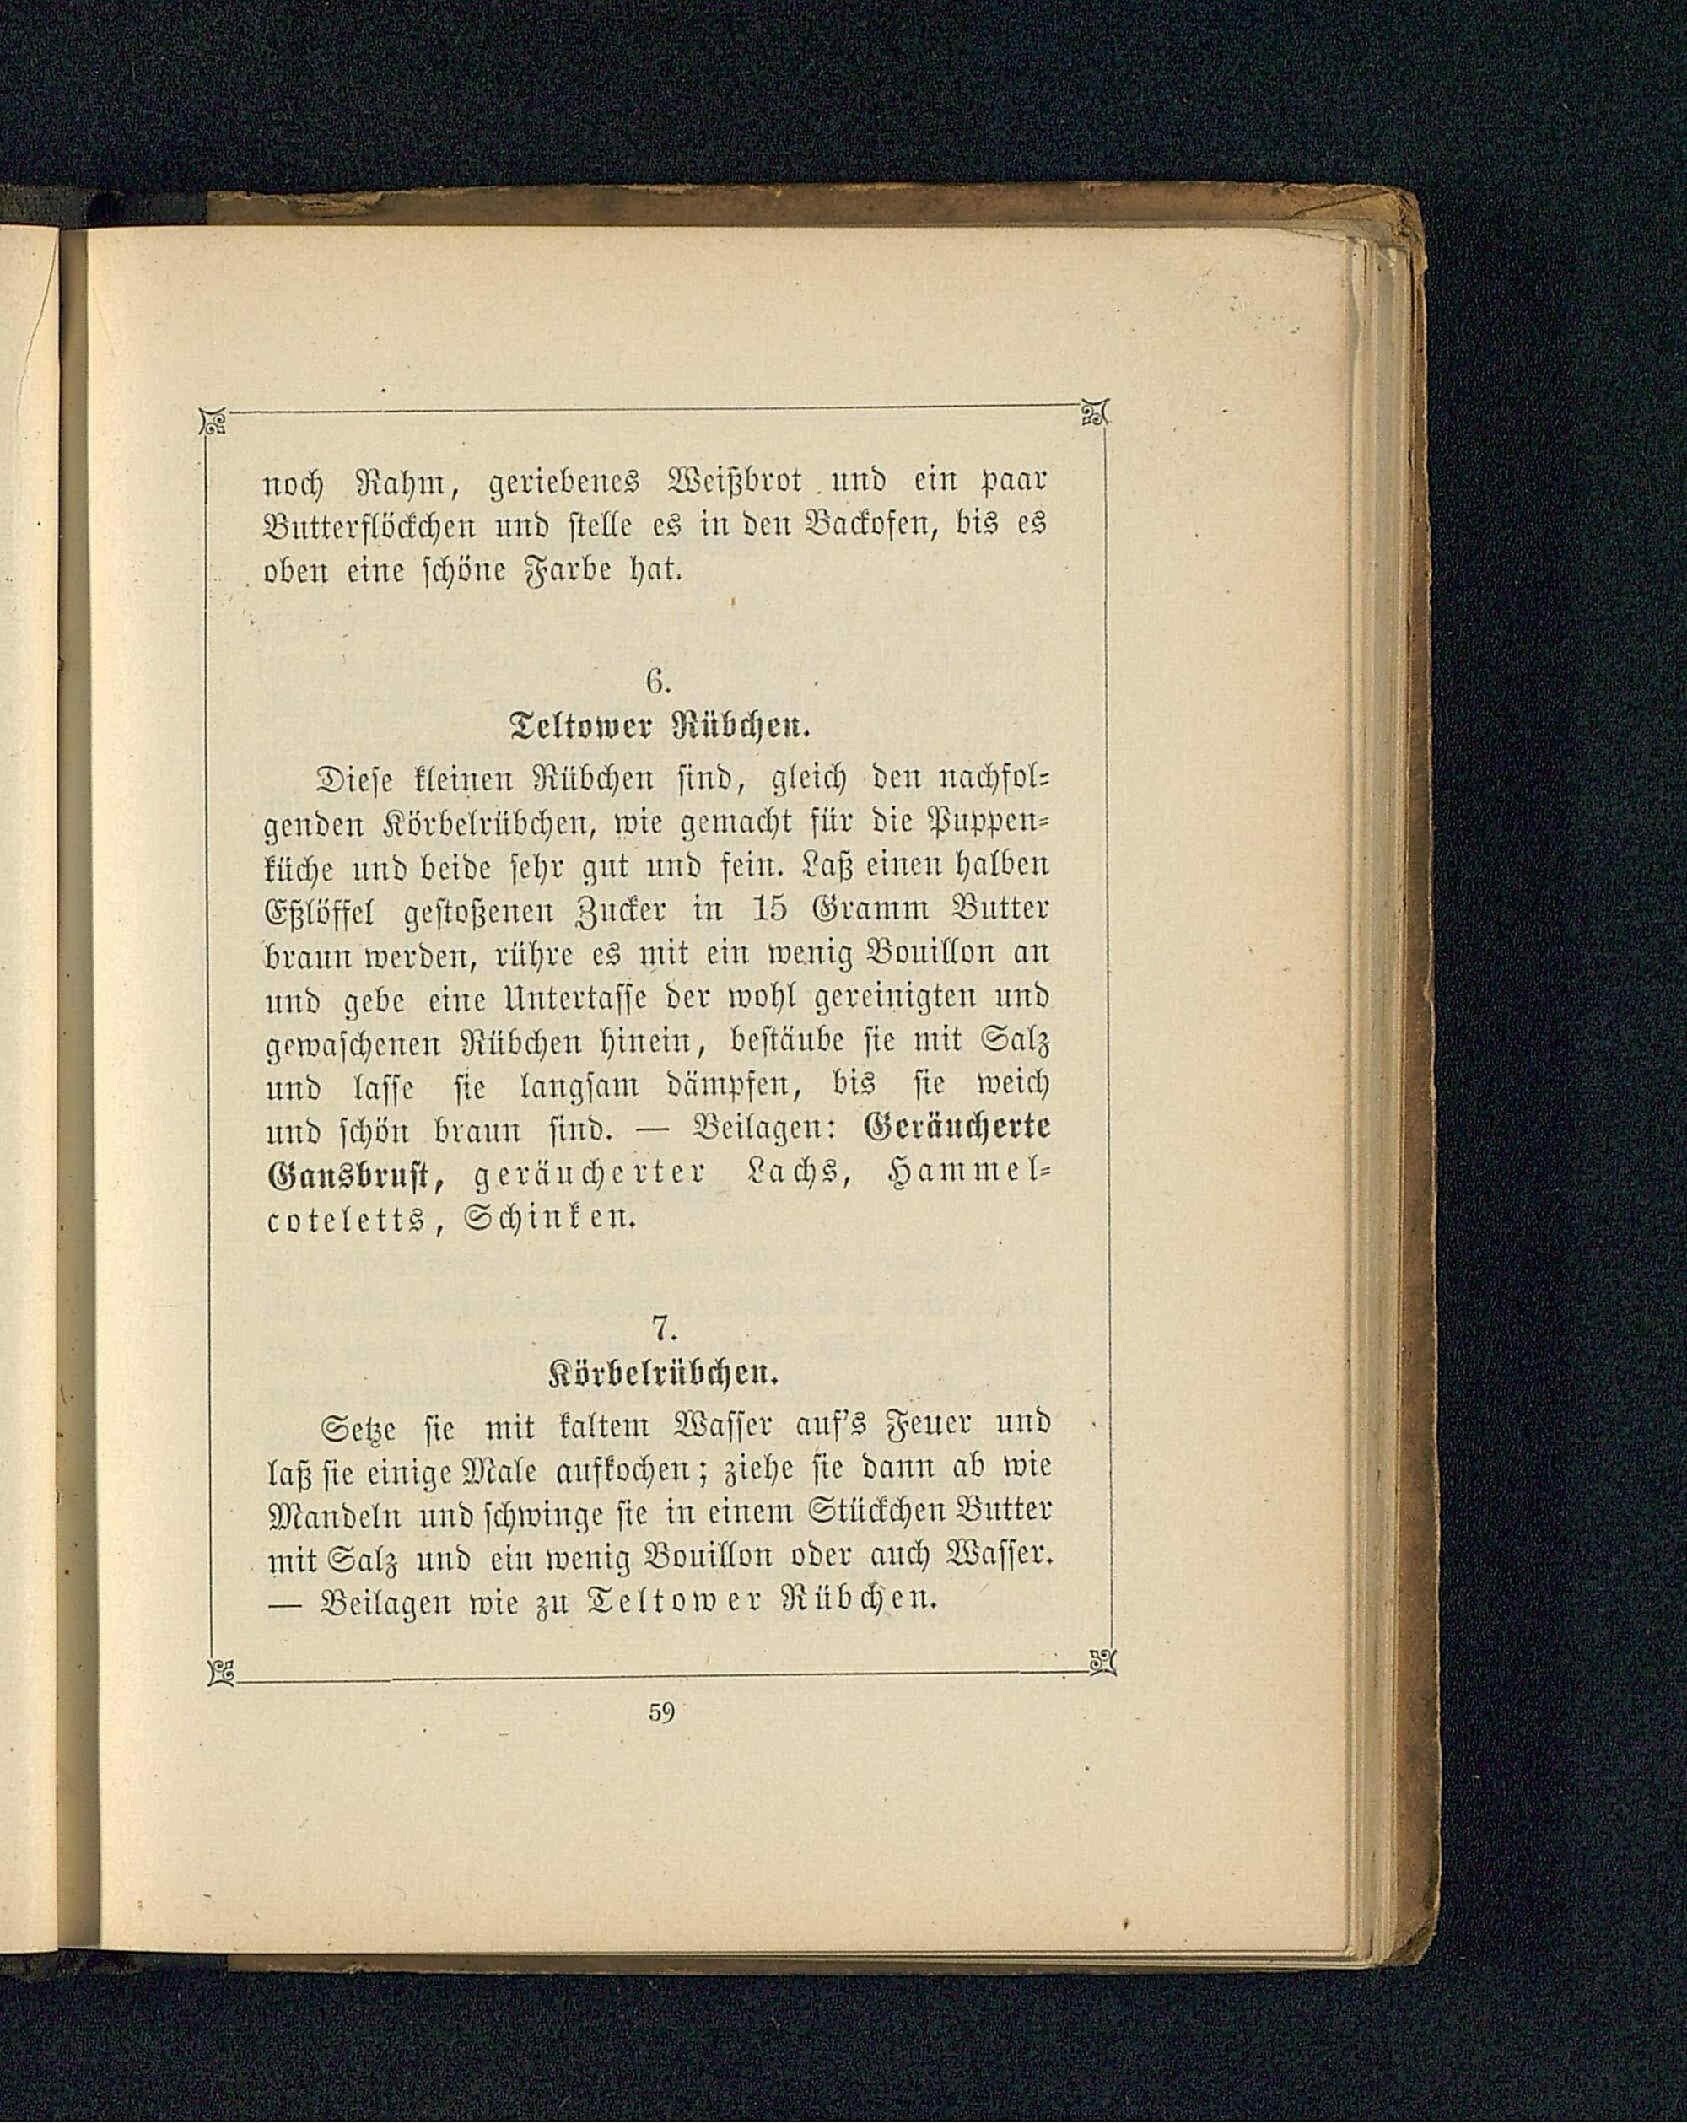 noch Rahm, geriebenes Weißbrot und ein paar
Butterflöckchen und stelle es in den Backofen, bis es
oben eine schöne Farbe hat.
6.
Teltower Rübchen.
Diese kleinen Rübchen sind, gleich den nachfol-
genden Körbelrübchen, wie gemacht für die Puppen-
küche und beide sehr gut und fein. Laß einen halben
Eßlöffel gestoßenen Zucker in 15 Gramm Butter
braun werden, rühre es mit ein wenig Bouillon an
und gebe eine Untertasse der wohl gereinigten und
gewaschenen Rübchen hinein, bestäube sie mit Salz
und lasse sie langsam dämpfen, bis sie weich
und schön braun sind. — Beilagen: Geräucherte
Gansbrust, geräucherter Lachs, Hammel-
coteletts, Schinken.
7.
Körbelrübchen.
Setze sie mit kaltem Wasser auf's Feuer und
laß sie einige Male aufkochen; ziehe sie dann ab wie
Mandeln und schwinge sie in einem Stückchen Butter
mit Salz und ein wenig Bouillon oder auch Wasser.
— Beilagen wie zu Teltower Rübchen.
59